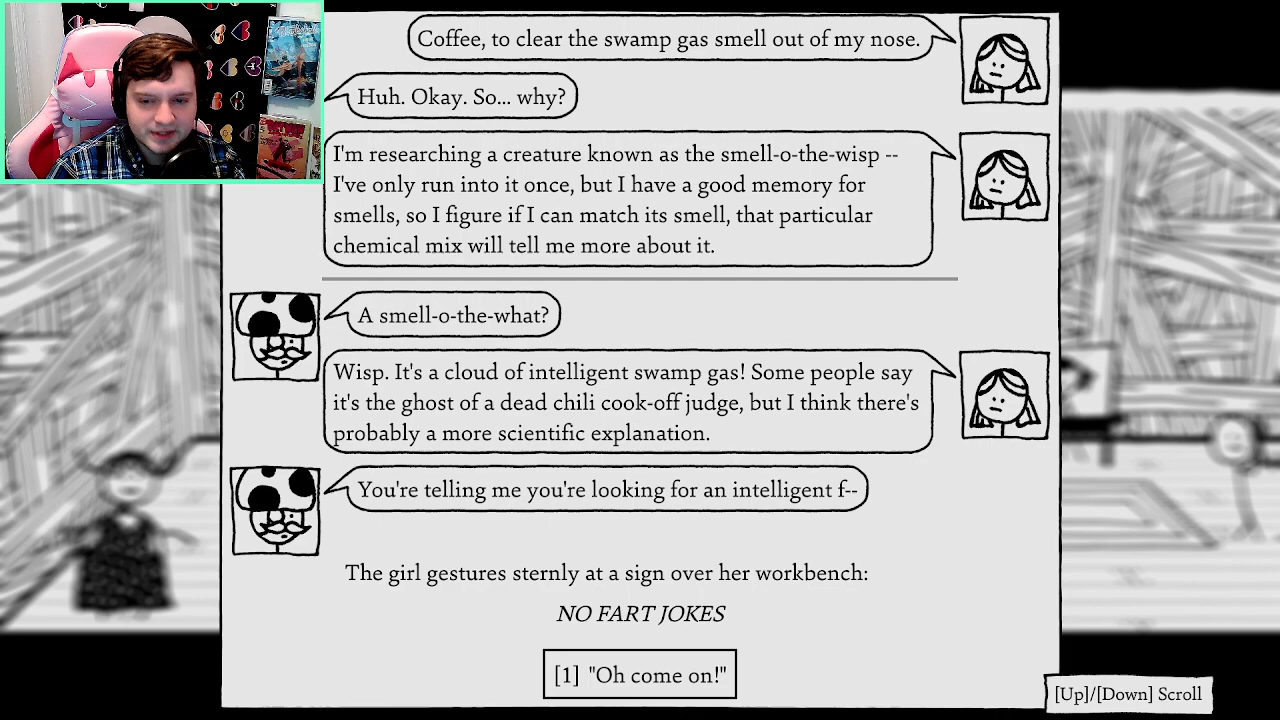 Coffee, to clear the swamp gas smell out of my nose.
Huh. Okay. So... why?
I'm researching a creature known as the smell-o-the-wisp --
I've only run into it once, but I have a good memory for
smells, so I figure if I can match its smell, that particular
chemical mix will tell me more about it.
A smell-o-the-what?
Wisp. It's a cloud of intelligent swamp gas! Some people say
it's the ghost of a dead chili cook-off judge, but I think there's
probably a more scientific explanation.
You're telling me you're looking for an intelligent f--
The girl gestures sternly at a sign over her workbench:
NO FART JOKES
[1] "Oh come on!"
[Up]/[Down] Scroll